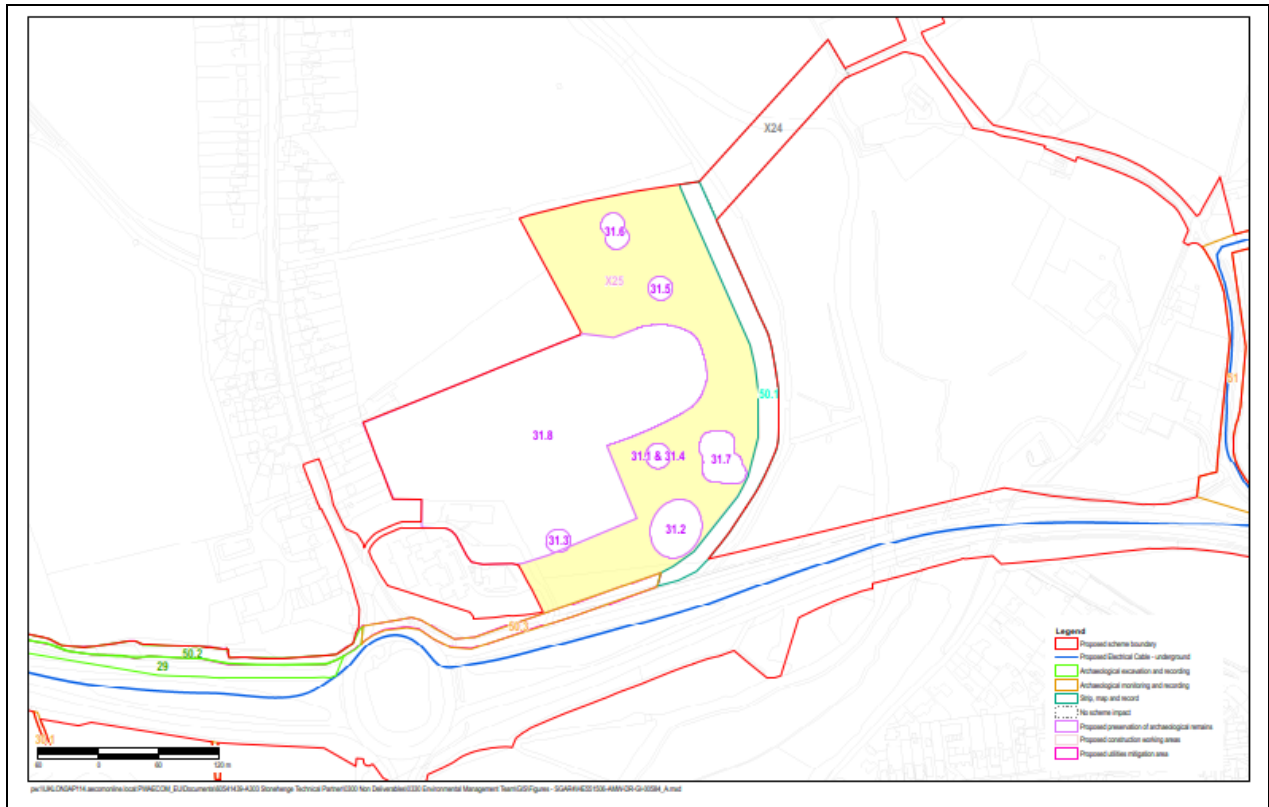 X24
31.6
X25
31.5
50.1
51
31.8
31.1 & 31.4
31.7
31.2
31.3
50.3
50.2
29
Legend
Proposed scheme boundary
Proposed Electrical Cable - underground
Archaeological excavation and recording
Archaeological monitoring and recording
Strip, map and record
No scheme impact
Proposed preservation of archaeological remains
Proposed construction working areas
Proposed utilities mitigation area
60 0 60 120 m